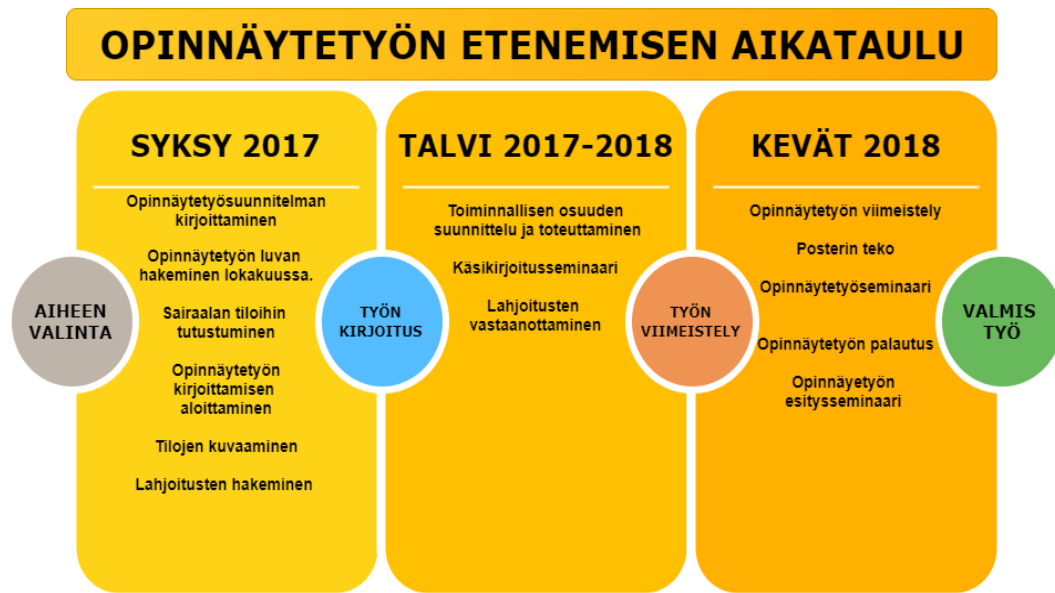 OPINNÄYTETYÖN ETENEMISEN AIKATAULU
AIHEEN
VALINTA
SYKSY 2017
Opinnäytetyösuunnitelman
kirjoittaminen
Opinnäytetyön luvan
hakeminen lokakuussa.
Sairaalan tiloihin
tutustuminen
Opinnäytetyön
kirjoittamisen
aloittaminen
Tilojen kuvaaminen
Lahjoitusten hakeminen
TYÖN
KIRJOITUS
TALVI 2017-2018
Toiminnallisen osuuden
suunnittelu ja toteuttaminen
Käsikirjoitusseminaari
Lahjoitusten
vastaanottaminen
TYÖN
VIIMEISTELY
KEVÄT 2018
Opinnäytetyön viimeistely
Posterin teko
Opinnäytetyöseminaari
Opinnäytetyön palautus
Opinnäyetyön
esitysseminaari
VALMIS
TYÖ